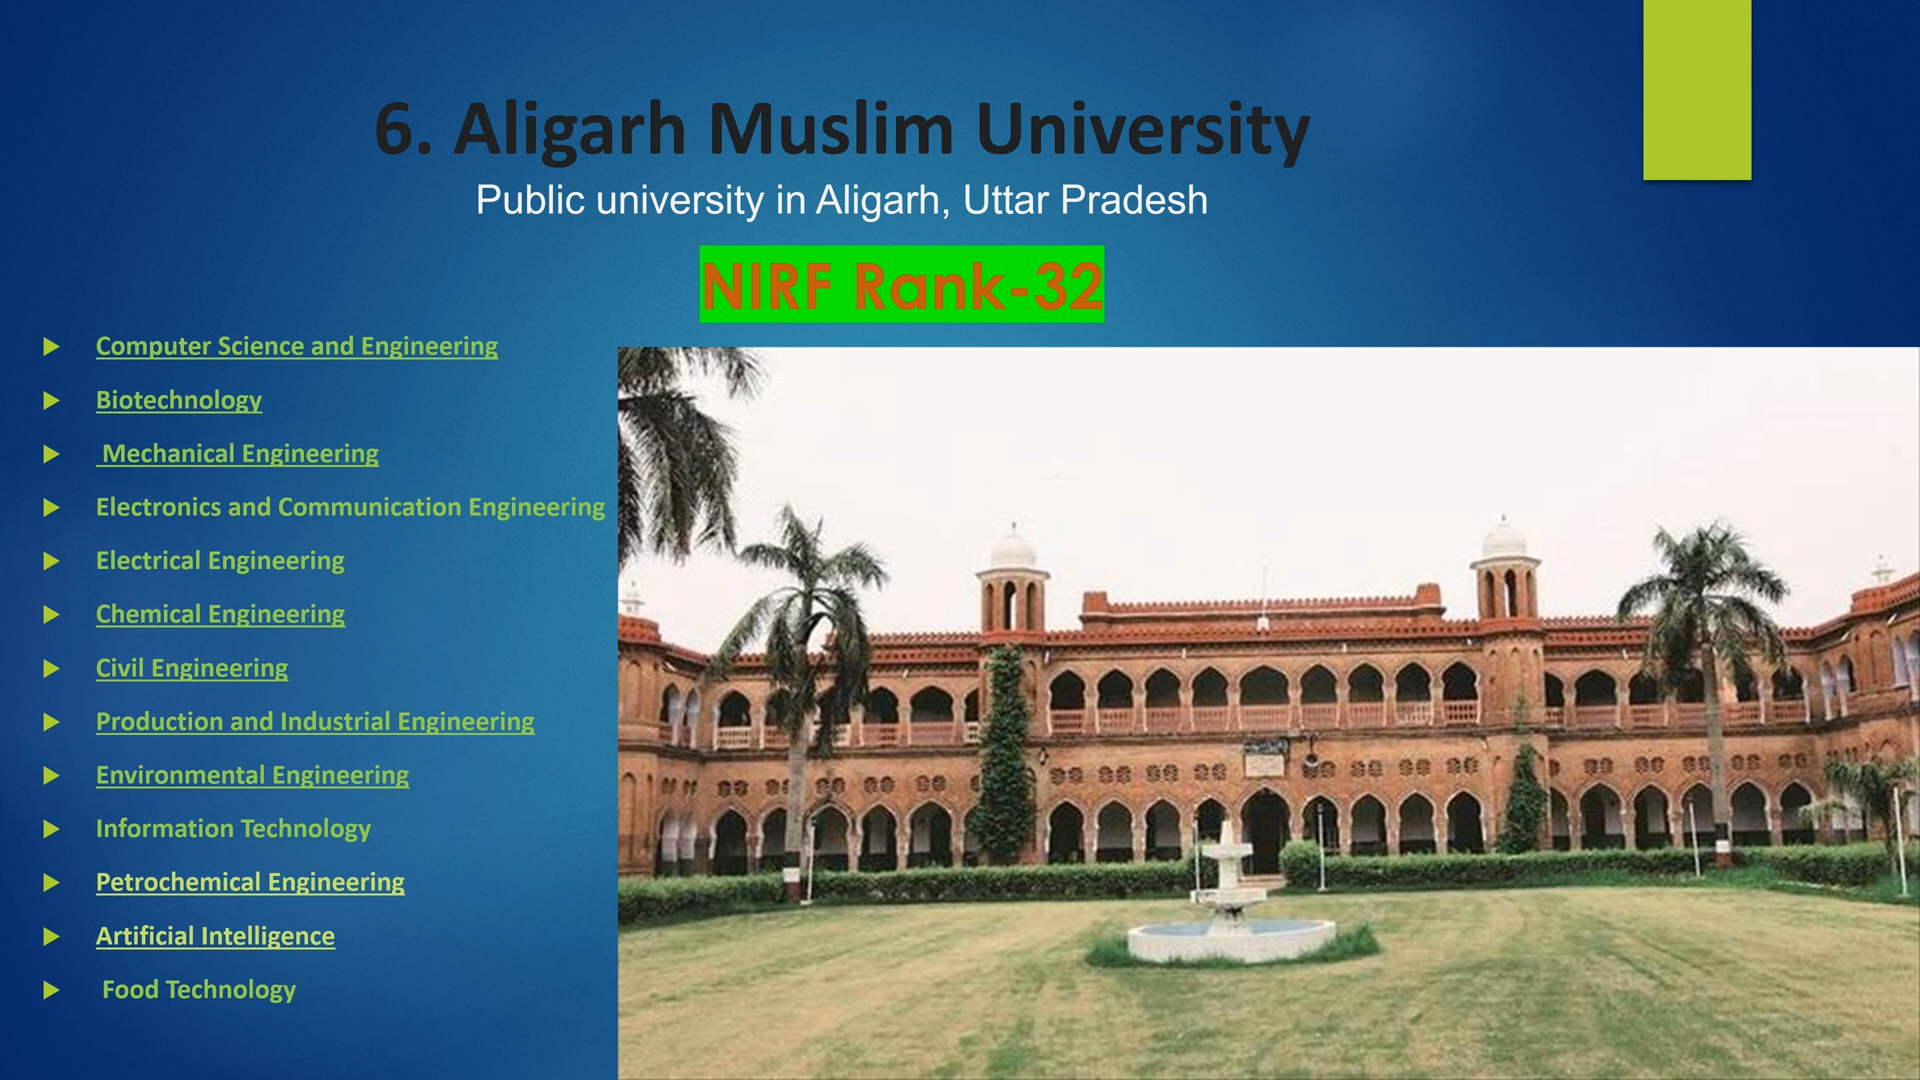 6. Aligarh Muslim University
Public university in Aligarh, Uttar Pradesh
NIRF Rank-32
Computer Science and Engineering
Biotechnology
Mechanical Engineering
Electronics and Communication Engineering
Electrical Engineering
Chemical Engineering
Civil Engineering
Production and Industrial Engineering
Environmental Engineering
Information Technology
Petrochemical Engineering
Artificial Intelligence
Food Technology